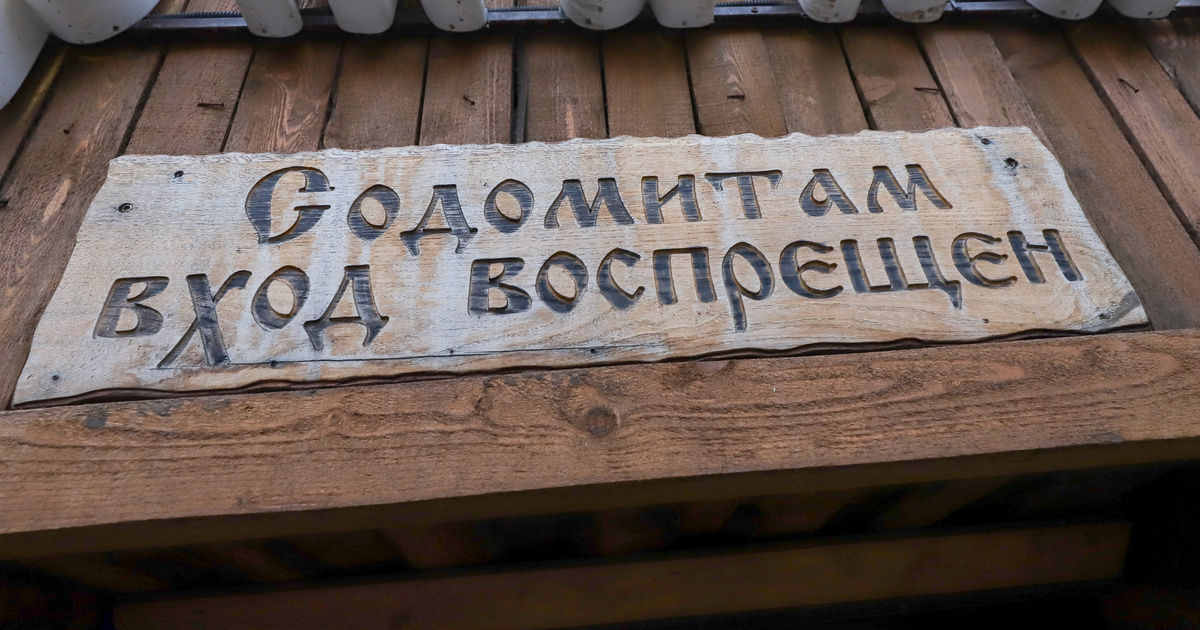 Содомитам
вход воспрещен